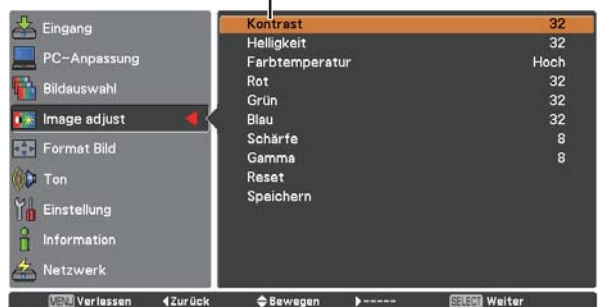 Eingang
PC-Anpassung
Bildauswahl
Image adjust
Format Bild
Ton
Einstellung
Information
Netzwerk
Kontrast 32
Helligkeit 32
Farbtemperatur Hoch
Rot 32
Grün 32
Blau 32
Schärfe 8
Gamma 8
Reset
Speichern
MENU Verlassen Zurück Bewegen ----- SELECT Weiter